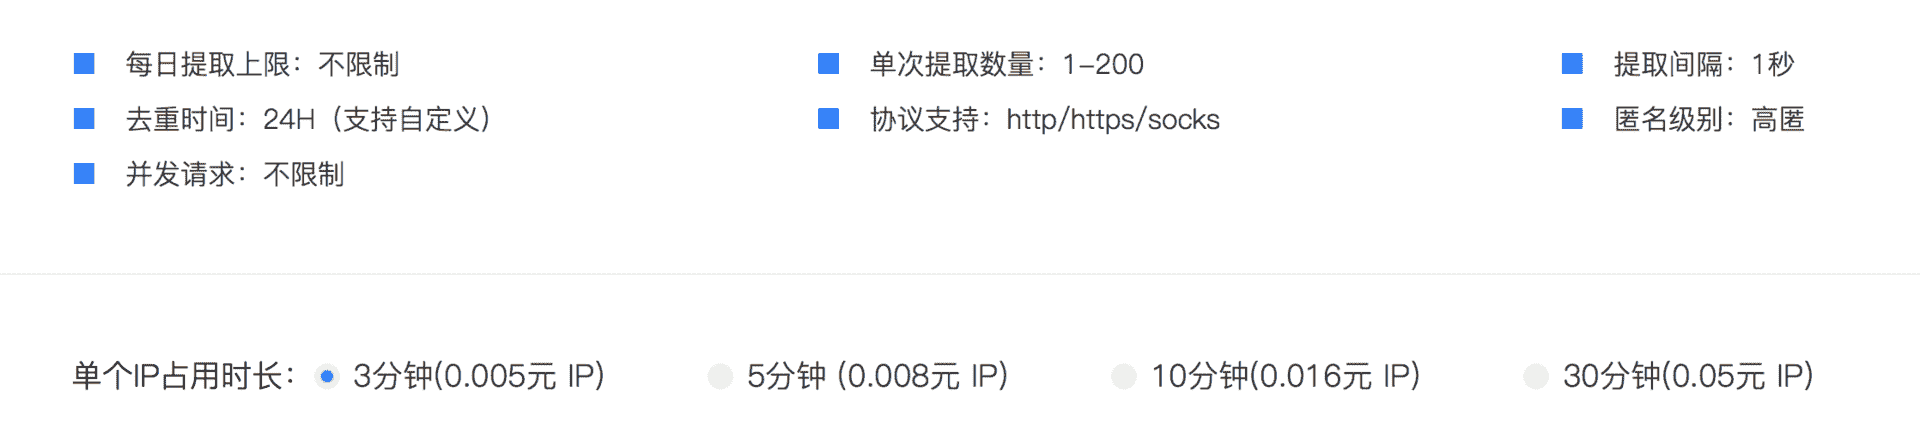 每日提取上限：不限制 单次提取数量：1-200 提取间隔：1秒
去重时间：24H（支持自定义） 协议支持：http/https/socks 匿名级别：高匿
并发请求：不限制
单个IP占用时长： 3分钟(0.005元 IP) 5分钟 (0.008元 IP) 10分钟(0.016元 IP) 30分钟(0.05元 IP)